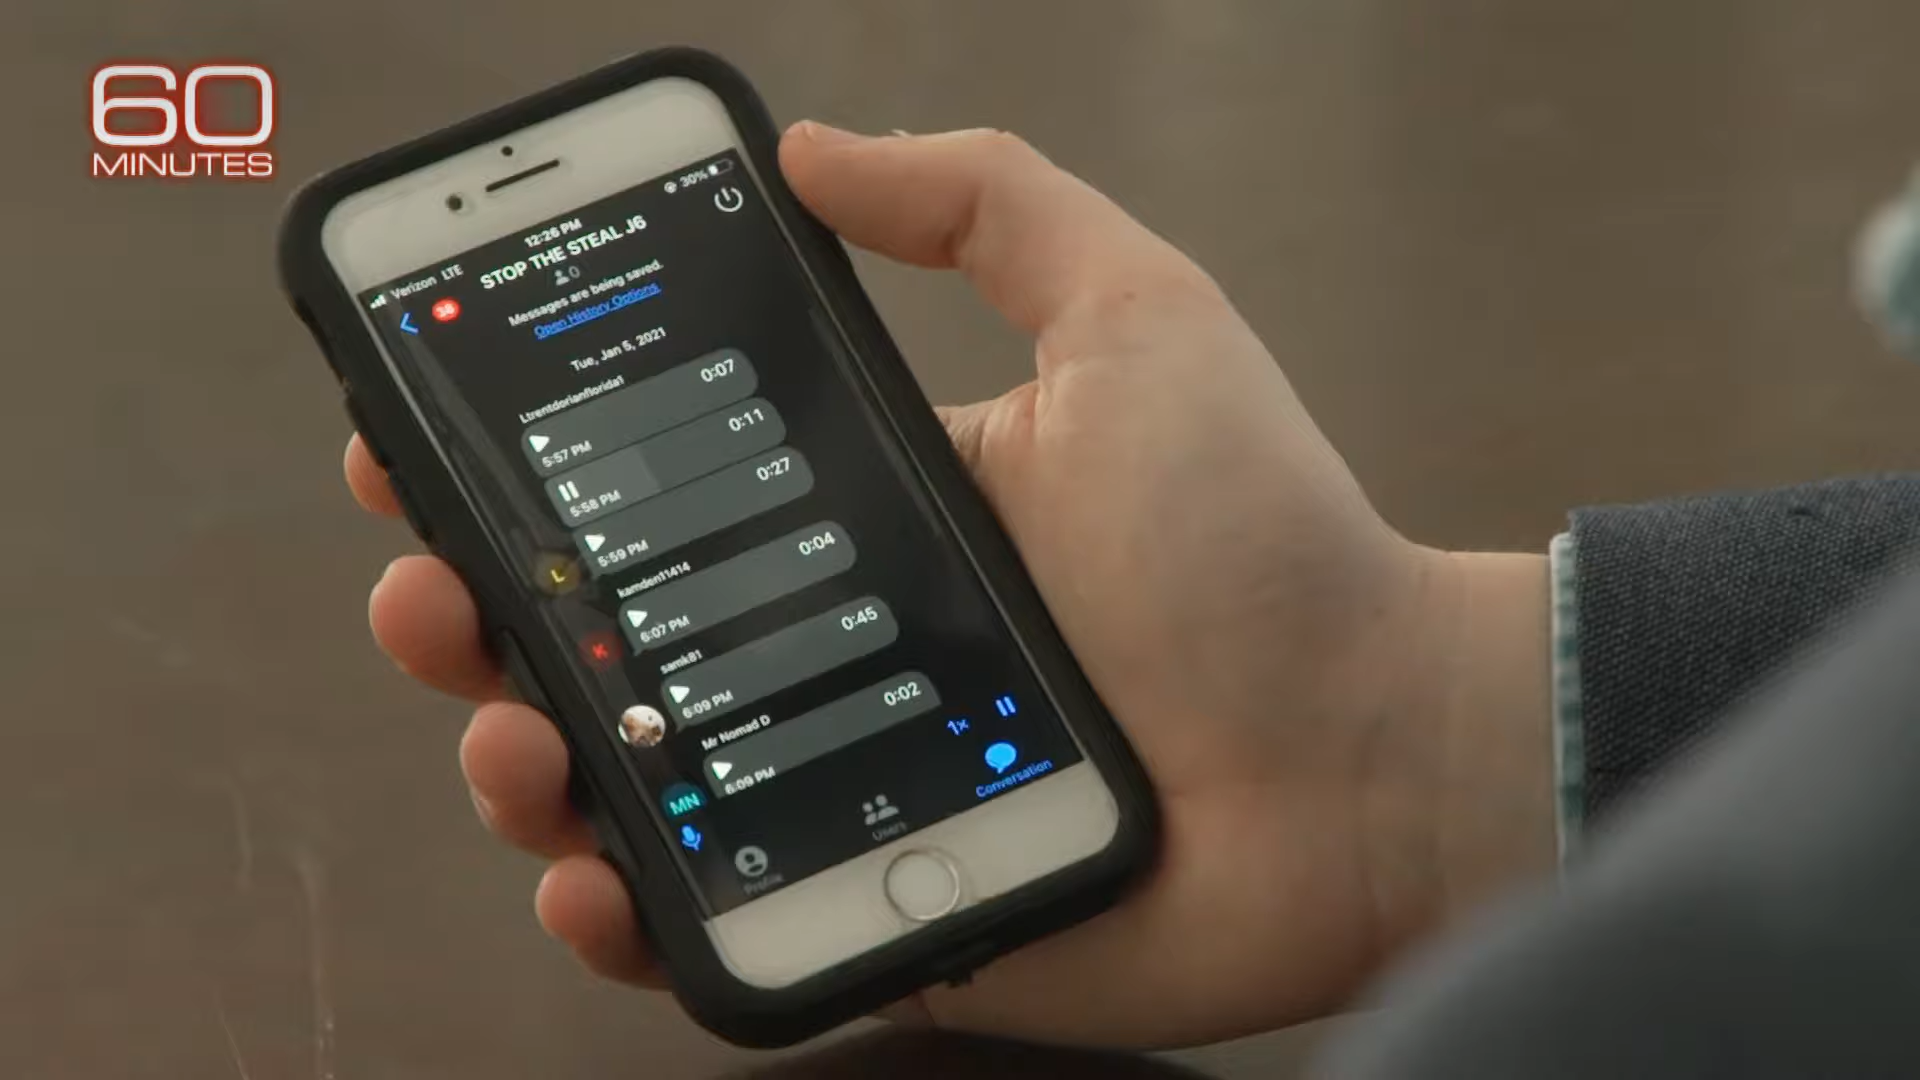 60
MINUTES
Verizon LTE
12:26 PM
30%
38
STOP THE STEAL J6
0
Messages are being saved.
Open History Options.
Tue, Jan 5, 2021
Ltrentdorianflorida1
0:07
5:57 PM
0:11
5:58 PM
0:27
5:59 PM
L
kamden11414
0:04
6:07 PM
K
samk81
0:45
6:09 PM
Mr Nomad D
0:02
6:09 PM
MN
1x
Profile
Users
Conversation